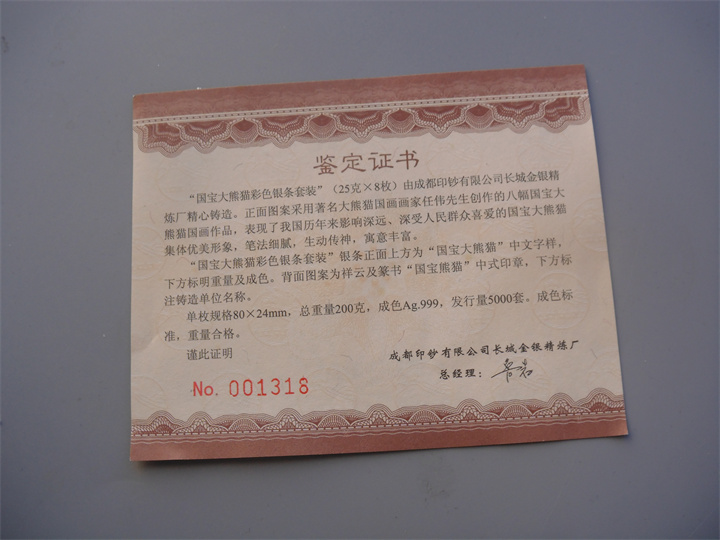 鉴定证书
“国宝大熊猫彩色银条套装”（25克×8枚）由成都印钞有限公司长城金银精
炼厂精心铸造。正面图案采用著名大熊猫国画画家任伟先生创作的八幅国宝大
熊猫国画作品，表现了我国历年来影响深远、深受人民群众喜爱的国宝大熊猫
集体优美形象，笔法细腻，生动传神，寓意丰富。
“国宝大熊猫彩色银条套装”银条正面上方为“国宝大熊猫”中文字样，
下方标明重量及成色。背面图案为祥云及篆书“国宝熊猫”中式印章，下方标
注铸造单位名称。
单枚规格80×24mm，总重量200克，成色Ag.999，发行量5000套。成色标
准，重量合格。
谨此证明
成都印钞有限公司长城金银精炼厂
总经理：
No. 001318